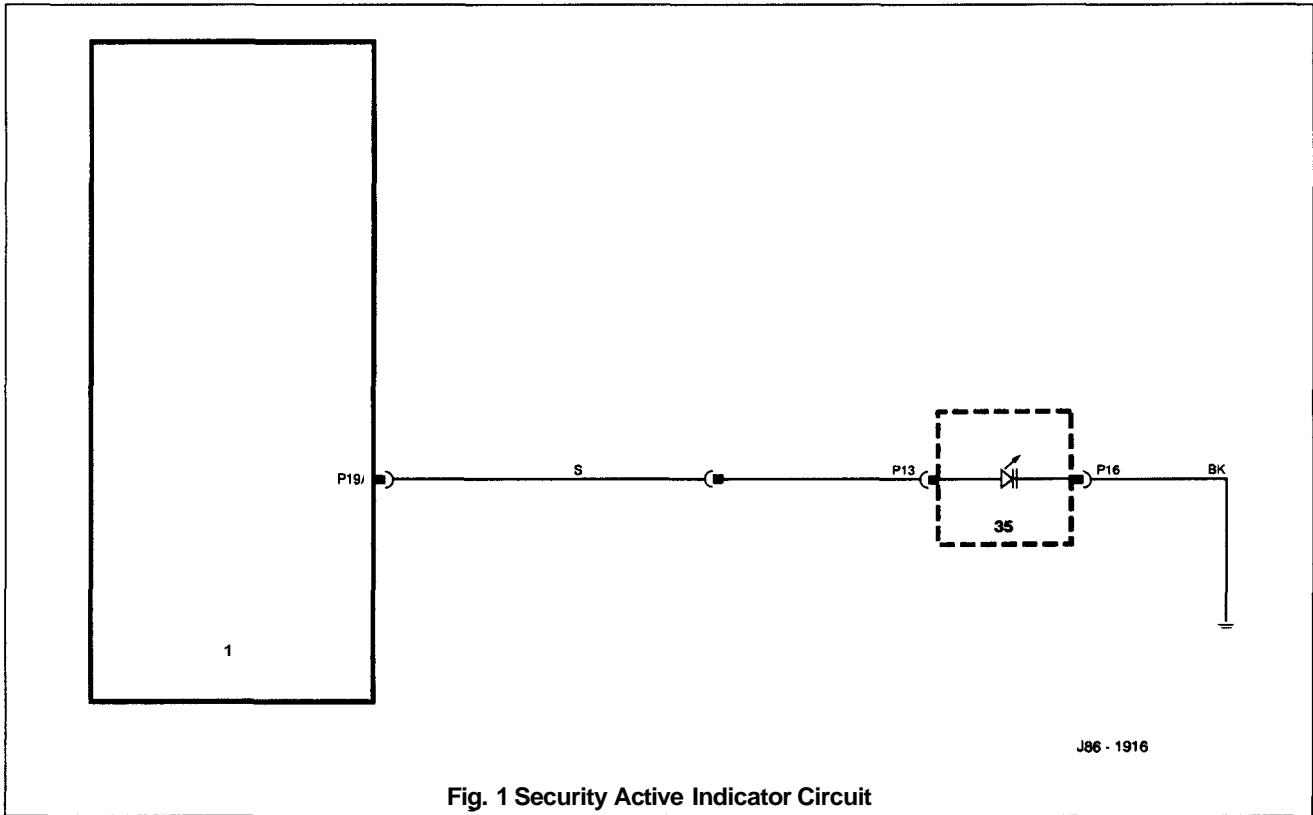 P19/
S
P13
P16
BK
35
1
J86 - 1916
Fig. 1 Security Active Indicator Circuit